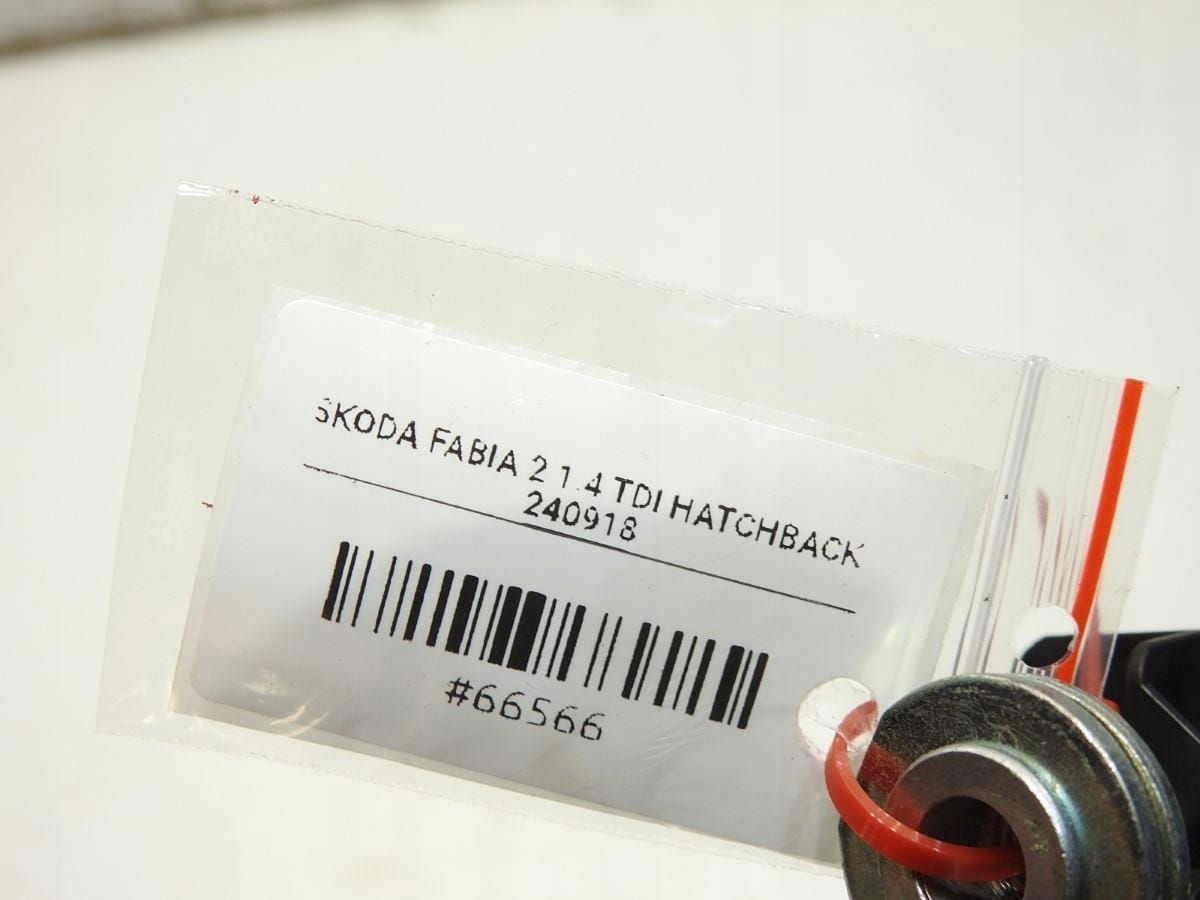 SKODA FABIA 2 1.4 TDI HATCHBACK
240918
#66566